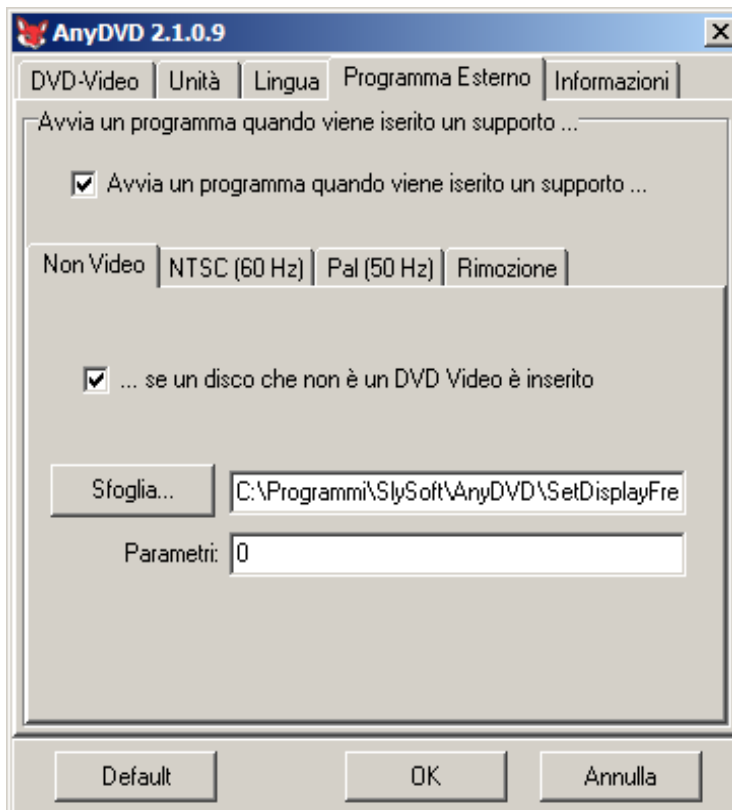 AnyDVD 2.1.0.9
DVD-Video Unità Lingua Programma Esterno Informazioni
Avvia un programma quando viene iserito un supporto ...
Avvia un programma quando viene iserito un supporto ...
Non Video NTSC (60 Hz) Pal (50 Hz) Rimozione
... se un disco che non è un DVD Video è inserito
Sfoglia... C:\Programmi\SlySoft\AnyDVD\SetDisplayFre
Parametri: 0
Default OK Annulla